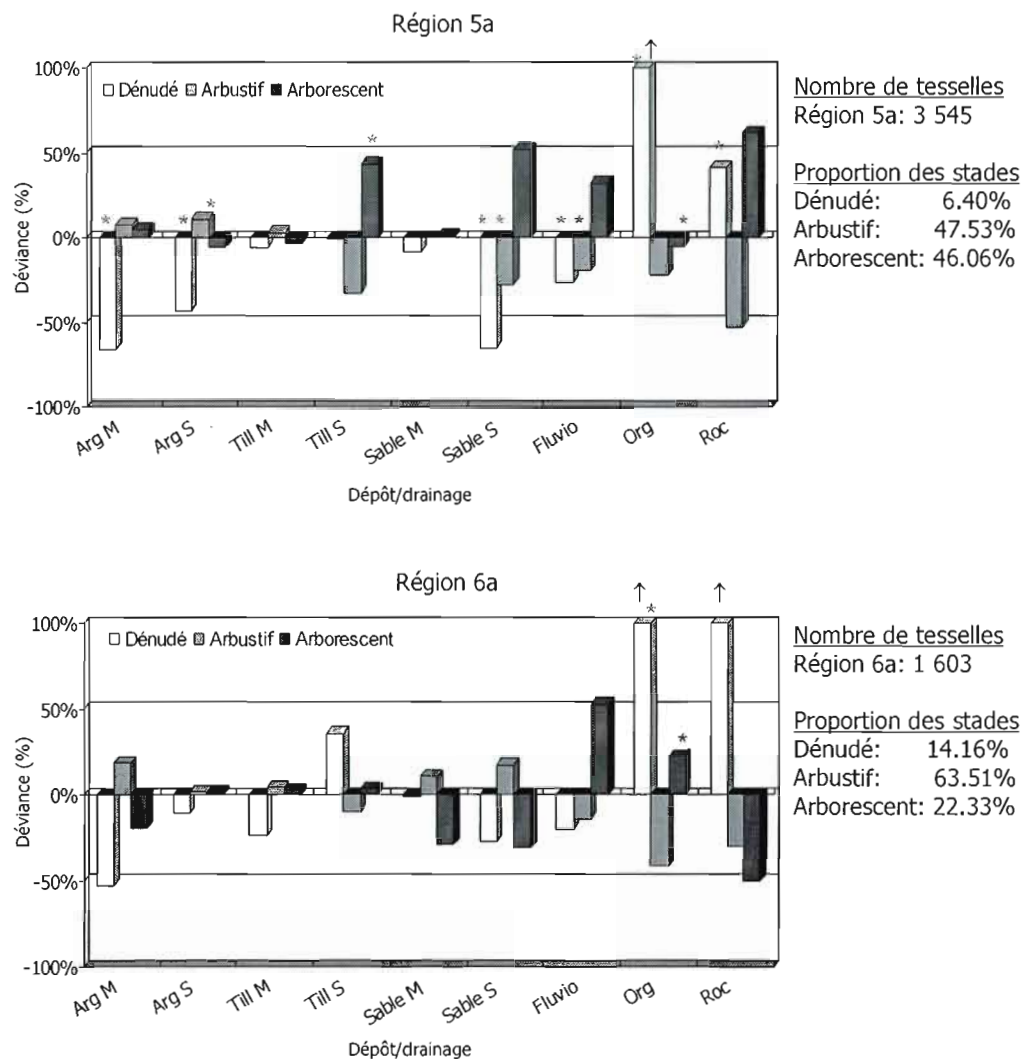 Région 5a
100%
50%
0%
-50%
-100%
Déviance (%)
Dénudé Arbustif Arborescent
* * * * * * * * * * * *
↑
Arg M Arg S Till M Till S Sable M Sable S Fluvio Org Roc
Dépôt/drainage
Nombre de tesselles
Région 5a: 3 545
Proportion des stades
Dénudé: 6.40%
Arbustif: 47.53%
Arborescent: 46.06%
Région 6a
100%
50%
0%
-50%
-100%
Déviance (%)
Dénudé Arbustif Arborescent
↑ * * ↑
Arg M Arg S Till M Till S Sable M Sable S Fluvio Org Roc
Dépôt/drainage
Nombre de tesselles
Région 6a: 1 603
Proportion des stades
Dénudé: 14.16%
Arbustif: 63.51%
Arborescent: 22.33%